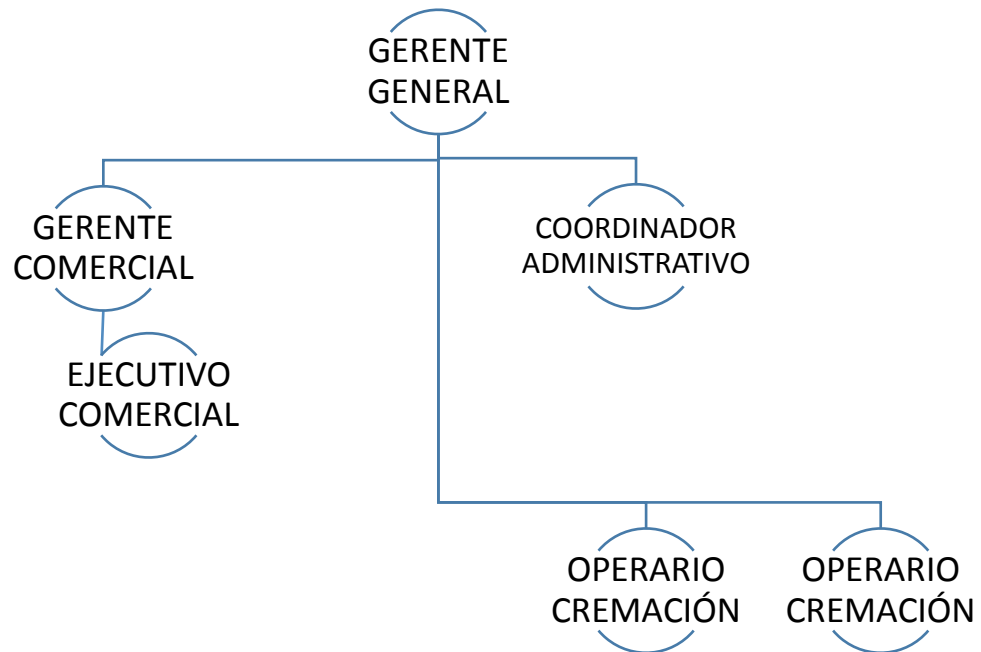 GERENTE
GENERAL
GERENTE
COMERCIAL
COORDINADOR
ADMINISTRATIVO
EJECUTIVO
COMERCIAL
OPERARIO
CREMACIÓN
OPERARIO
CREMACIÓN